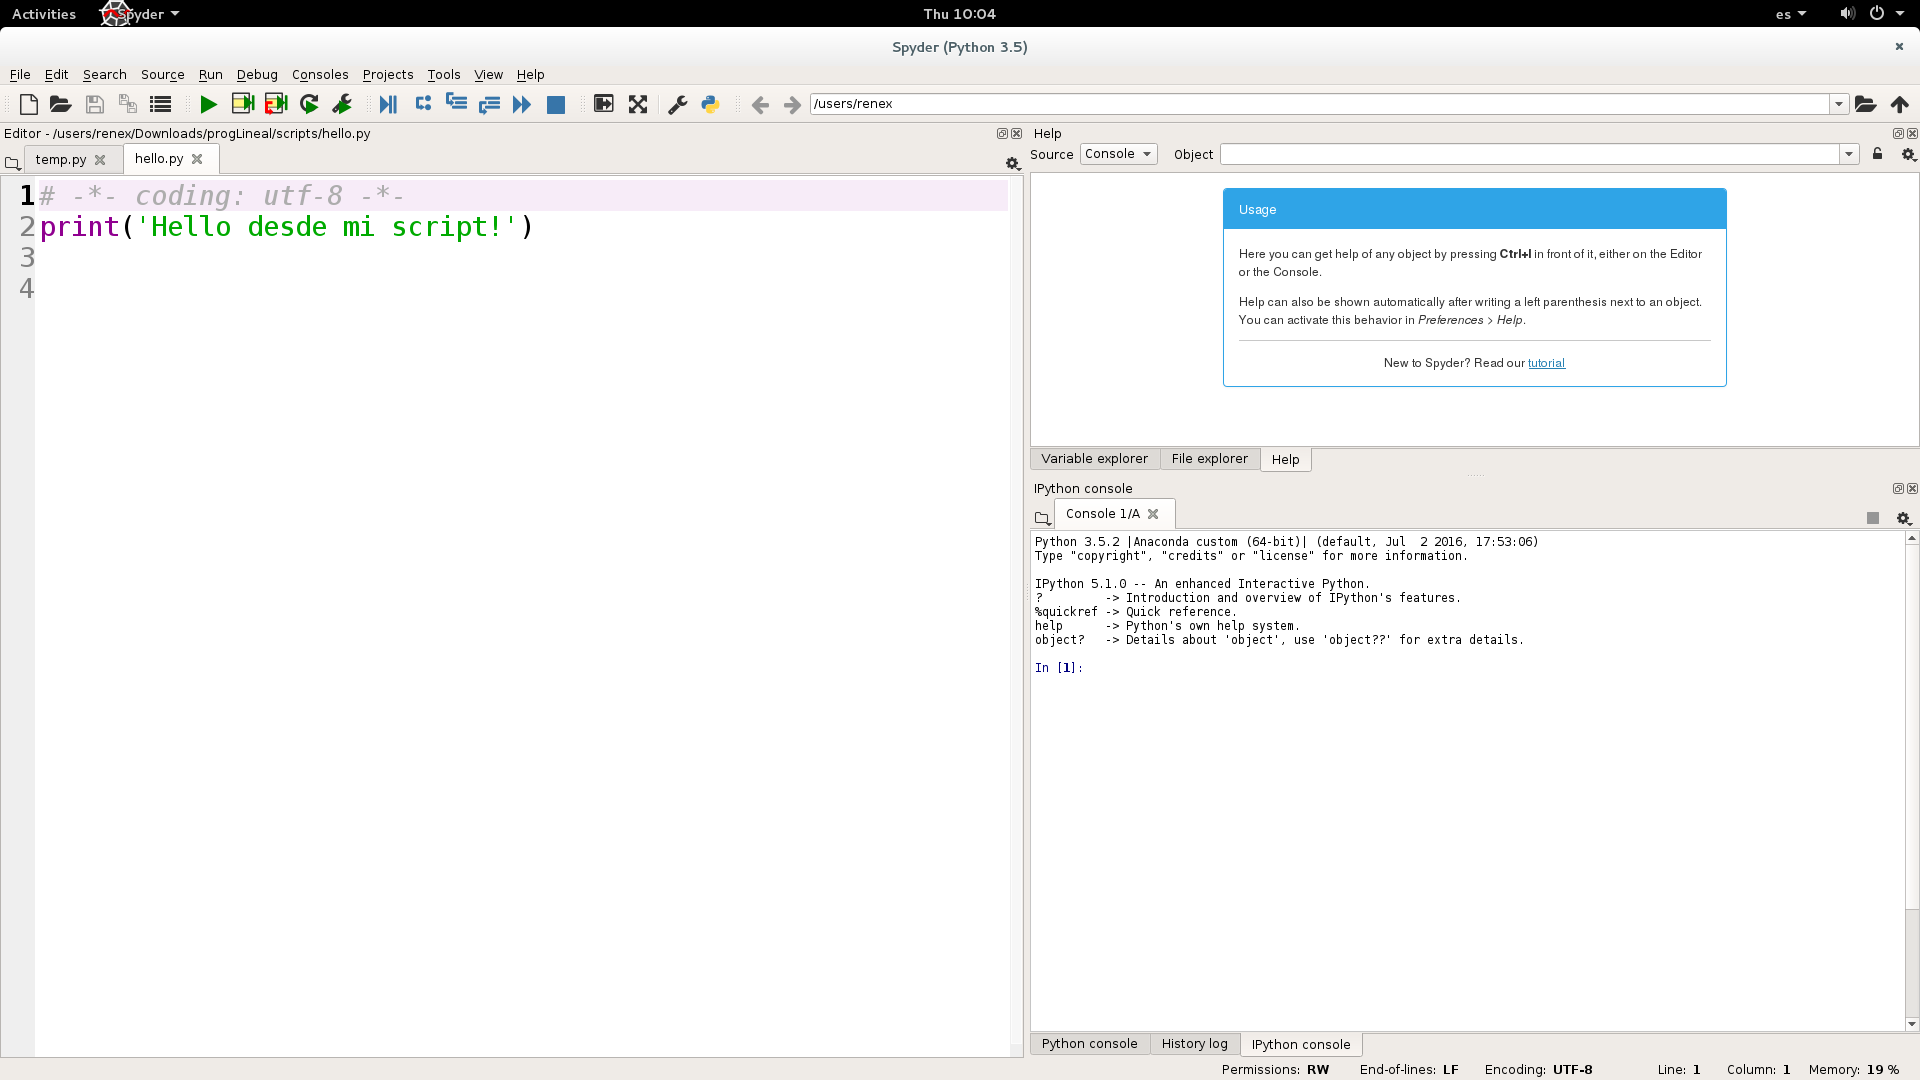 Activities Spyder Thu 10:04 es
Spyder (Python 3.5)
File Edit Search Source Run Debug Consoles Projects Tools View Help
/users/renex
Editor - /users/renex/Downloads/progLineal/scripts/hello.py
temp.py hello.py
1 # -*- coding: utf-8 -*-
2 print('Hello desde mi script!')
3
4
Help
Source Console Object
Usage
Here you can get help of any object by pressing Ctrl+I in front of it, either on the Editor
or the Console.
Help can also be shown automatically after writing a left parenthesis next to an object.
You can activate this behavior in Preferences > Help.
New to Spyder? Read our tutorial
Variable explorer File explorer Help
IPython console
Console 1/A
Python 3.5.2 |Anaconda custom (64-bit)| (default, Jul  2 2016, 17:53:06)
Type "copyright", "credits" or "license" for more information.
IPython 5.1.0 -- An enhanced Interactive Python.
?         -> Introduction and overview of IPython's features.
%quickref -> Quick reference.
help      -> Python's own help system.
object?   -> Details about 'object', use 'object??' for extra details.
In [1]:
Python console History log IPython console
Permissions: RW End-of-lines: LF Encoding: UTF-8 Line: 1 Column: 1 Memory: 19 %